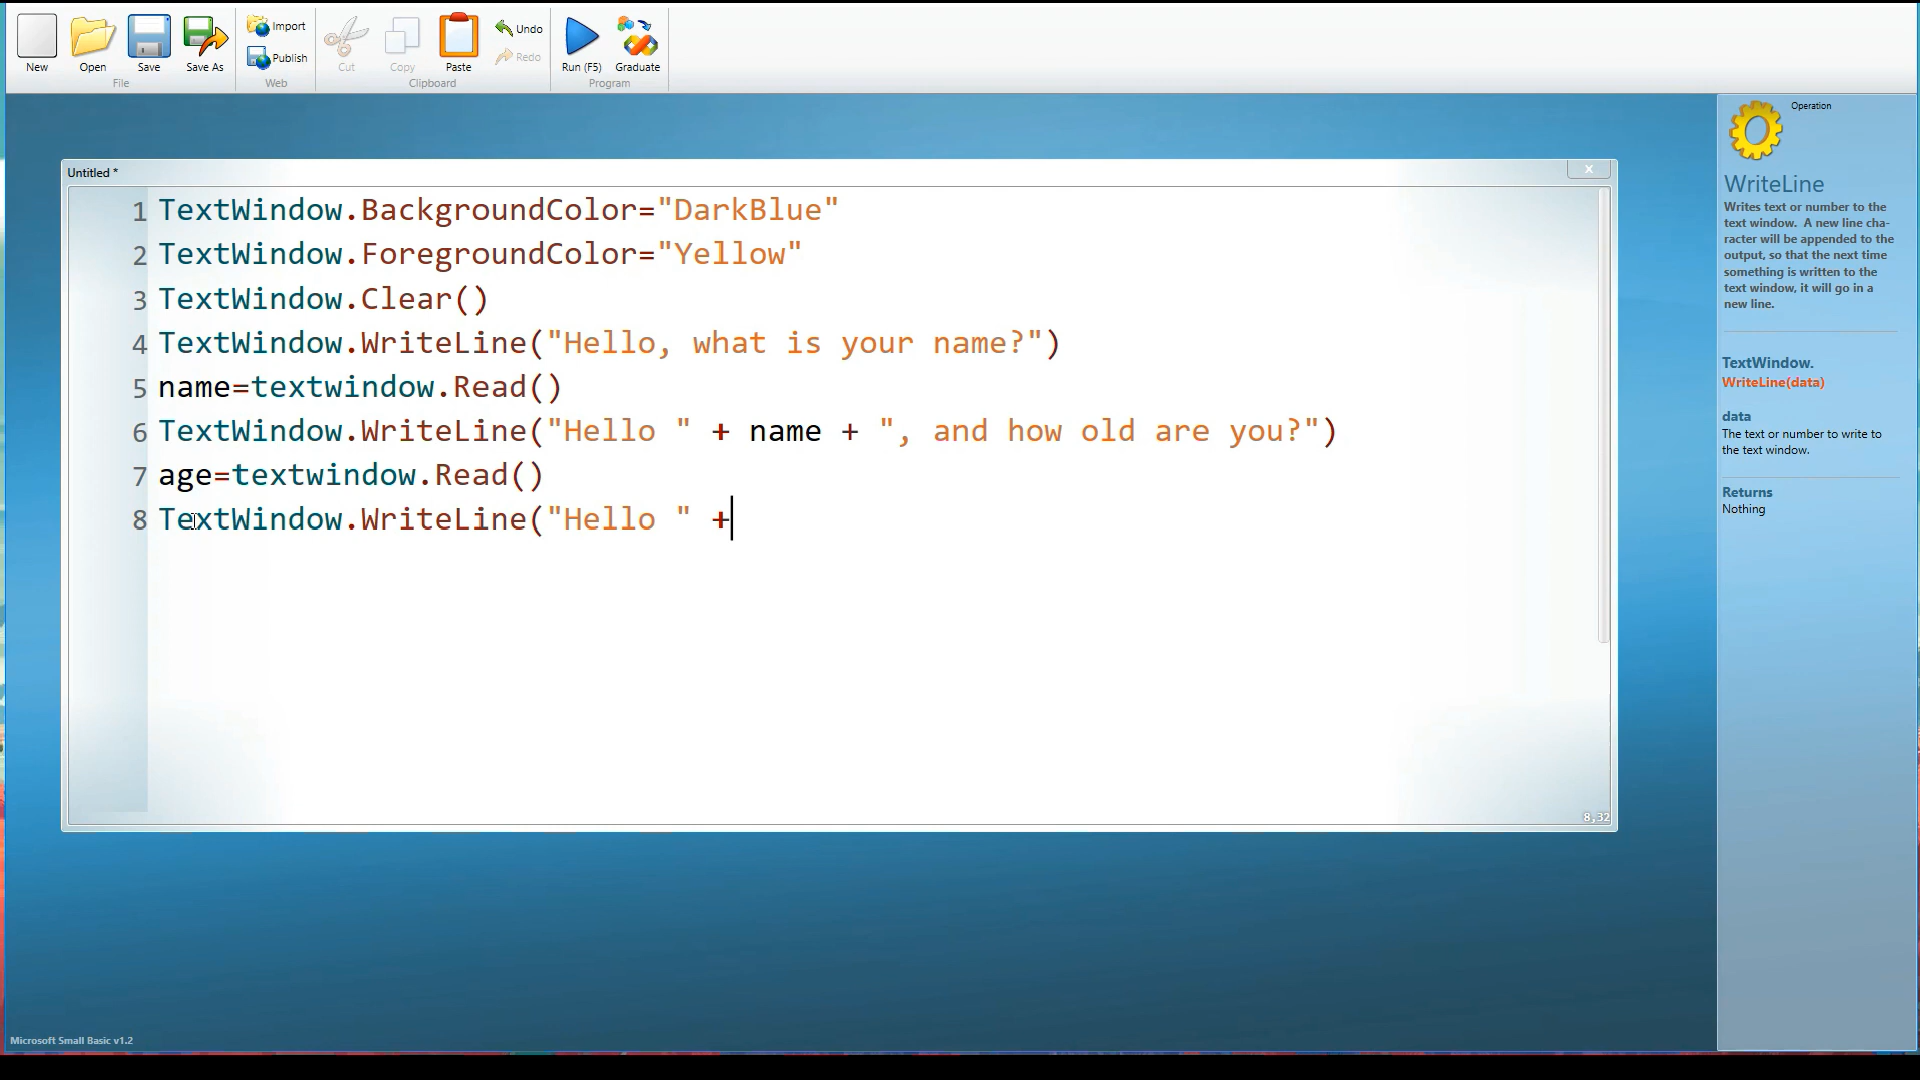 New
Open
Save
Save As
Import
Publish
Cut
Copy
Paste
Undo
Redo
Run (F5)
Graduate
File
Web
Clipboard
Program
Untitled *
x
1 TextWindow.BackgroundColor="DarkBlue"
2 TextWindow.ForegroundColor="Yellow"
3 TextWindow.Clear()
4 TextWindow.WriteLine("Hello, what is your name?")
5 name=textwindow.Read()
6 TextWindow.WriteLine("Hello " + name + ", and how old are you?")
7 age=textwindow.Read()
8 TextWindow.WriteLine("Hello " +
8,32
Operation
WriteLine
Writes text or number to the
text window. A new line cha-
racter will be appended to the
output, so that the next time
something is written to the
text window, it will go in a
new line.
TextWindow.
WriteLine(data)
data
The text or number to write to
the text window.
Returns
Nothing
Microsoft Small Basic v1.2